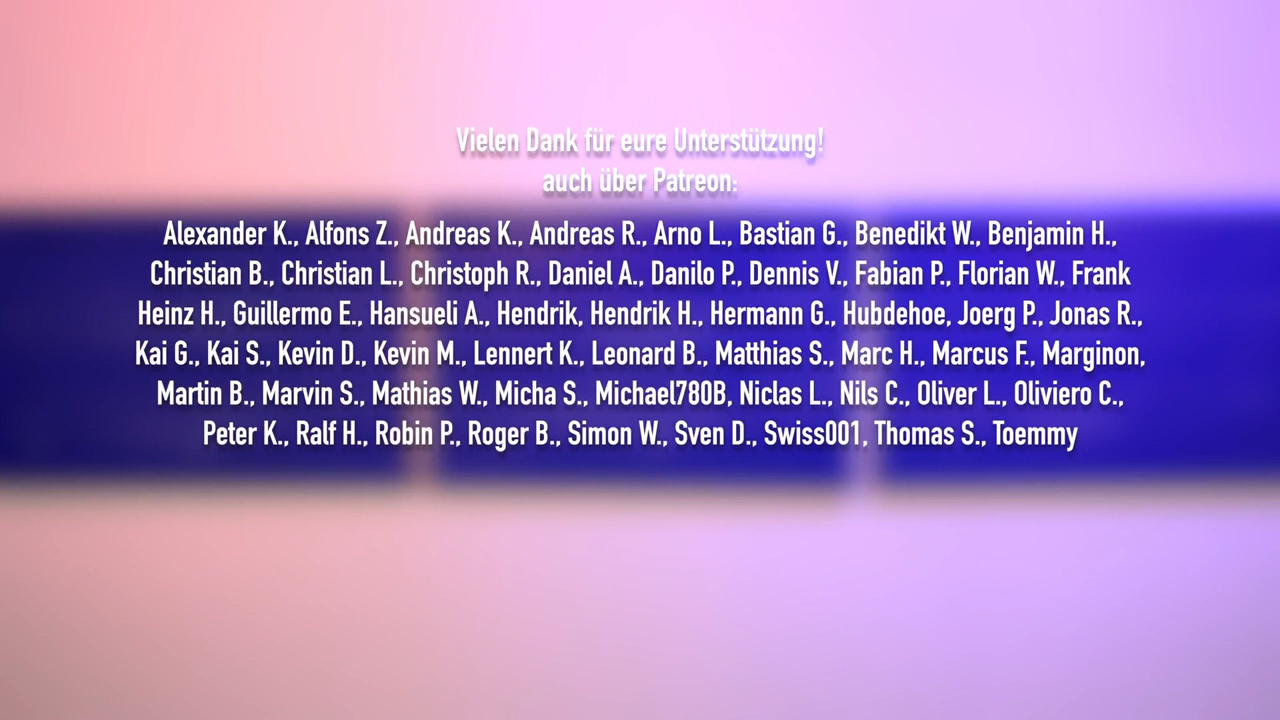 Vielen Dank für eure Unterstützung!
auch über Patreon:
Alexander K., Alfons Z., Andreas K., Andreas R., Arno L., Bastian G., Benedikt W., Benjamin H.,
Christian B., Christian L., Christoph R., Daniel A., Danilo P., Dennis V., Fabian P., Florian W., Frank
Heinz H., Guillermo E., Hansueli A., Hendrik, Hendrik H., Hermann G., Hubdehoe, Joerg P., Jonas R.,
Kai G., Kai S., Kevin D., Kevin M., Lennert K., Leonard B., Matthias S., Marc H., Marcus F., Marginon,
Martin B., Marvin S., Mathias W., Micha S., Michael780B, Niclas L., Nils C., Oliver L., Oliviero C.,
Peter K., Ralf H., Robin P., Roger B., Simon W., Sven D., Swiss001, Thomas S., Toemmy